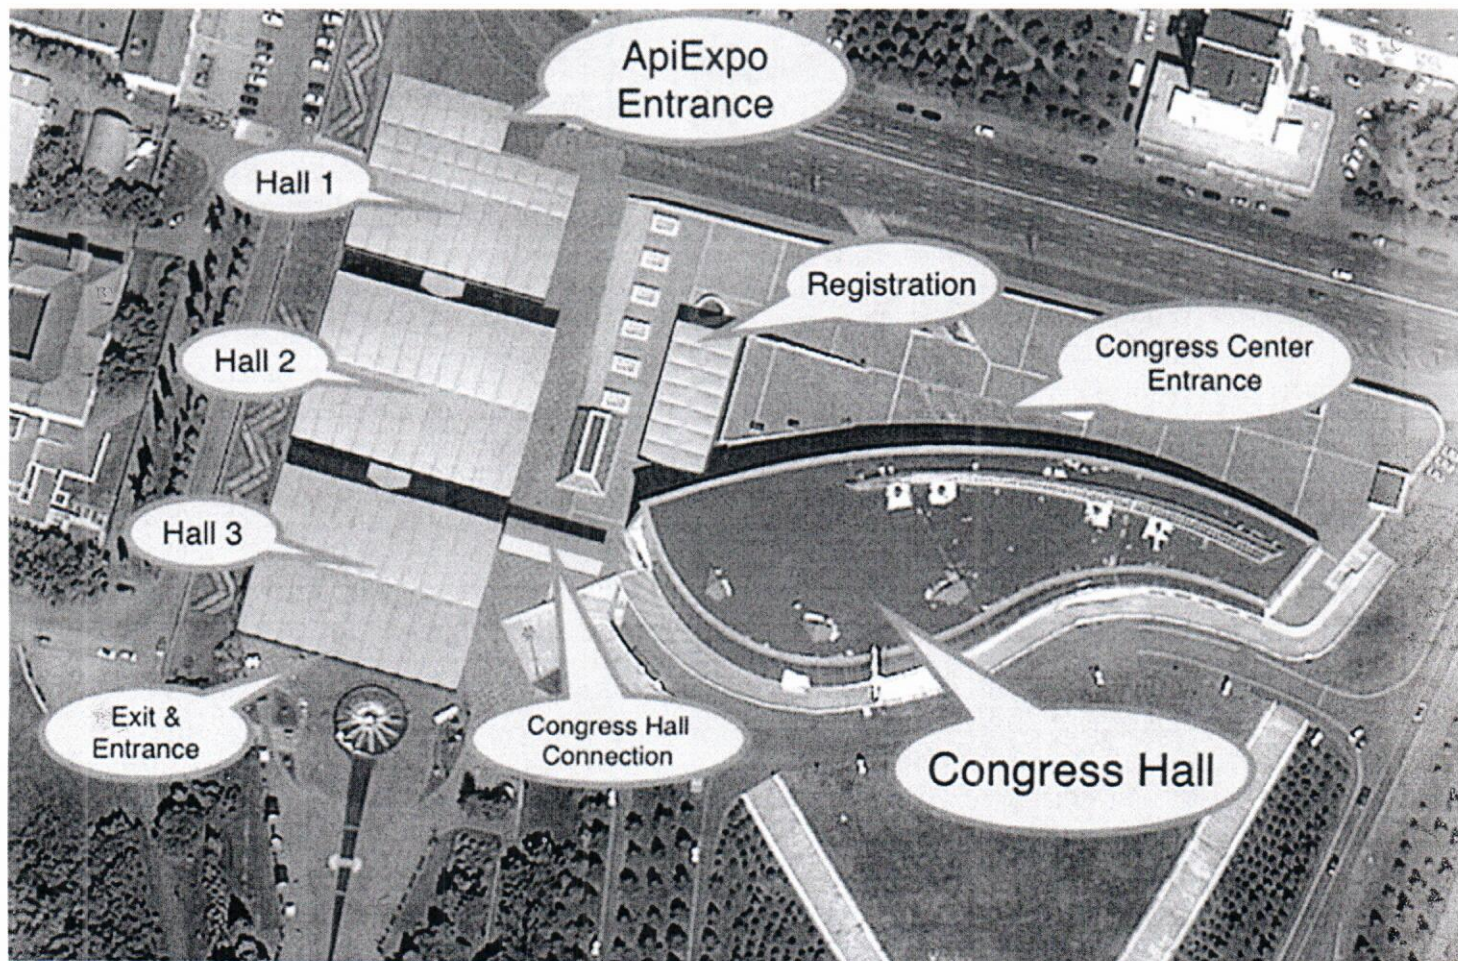 ApiExpo
Entrance
Hall 1
Registration
Hall 2
Congress Center
Entrance
Hall 3
Exit &
Entrance
Congress Hall
Connection
Congress Hall